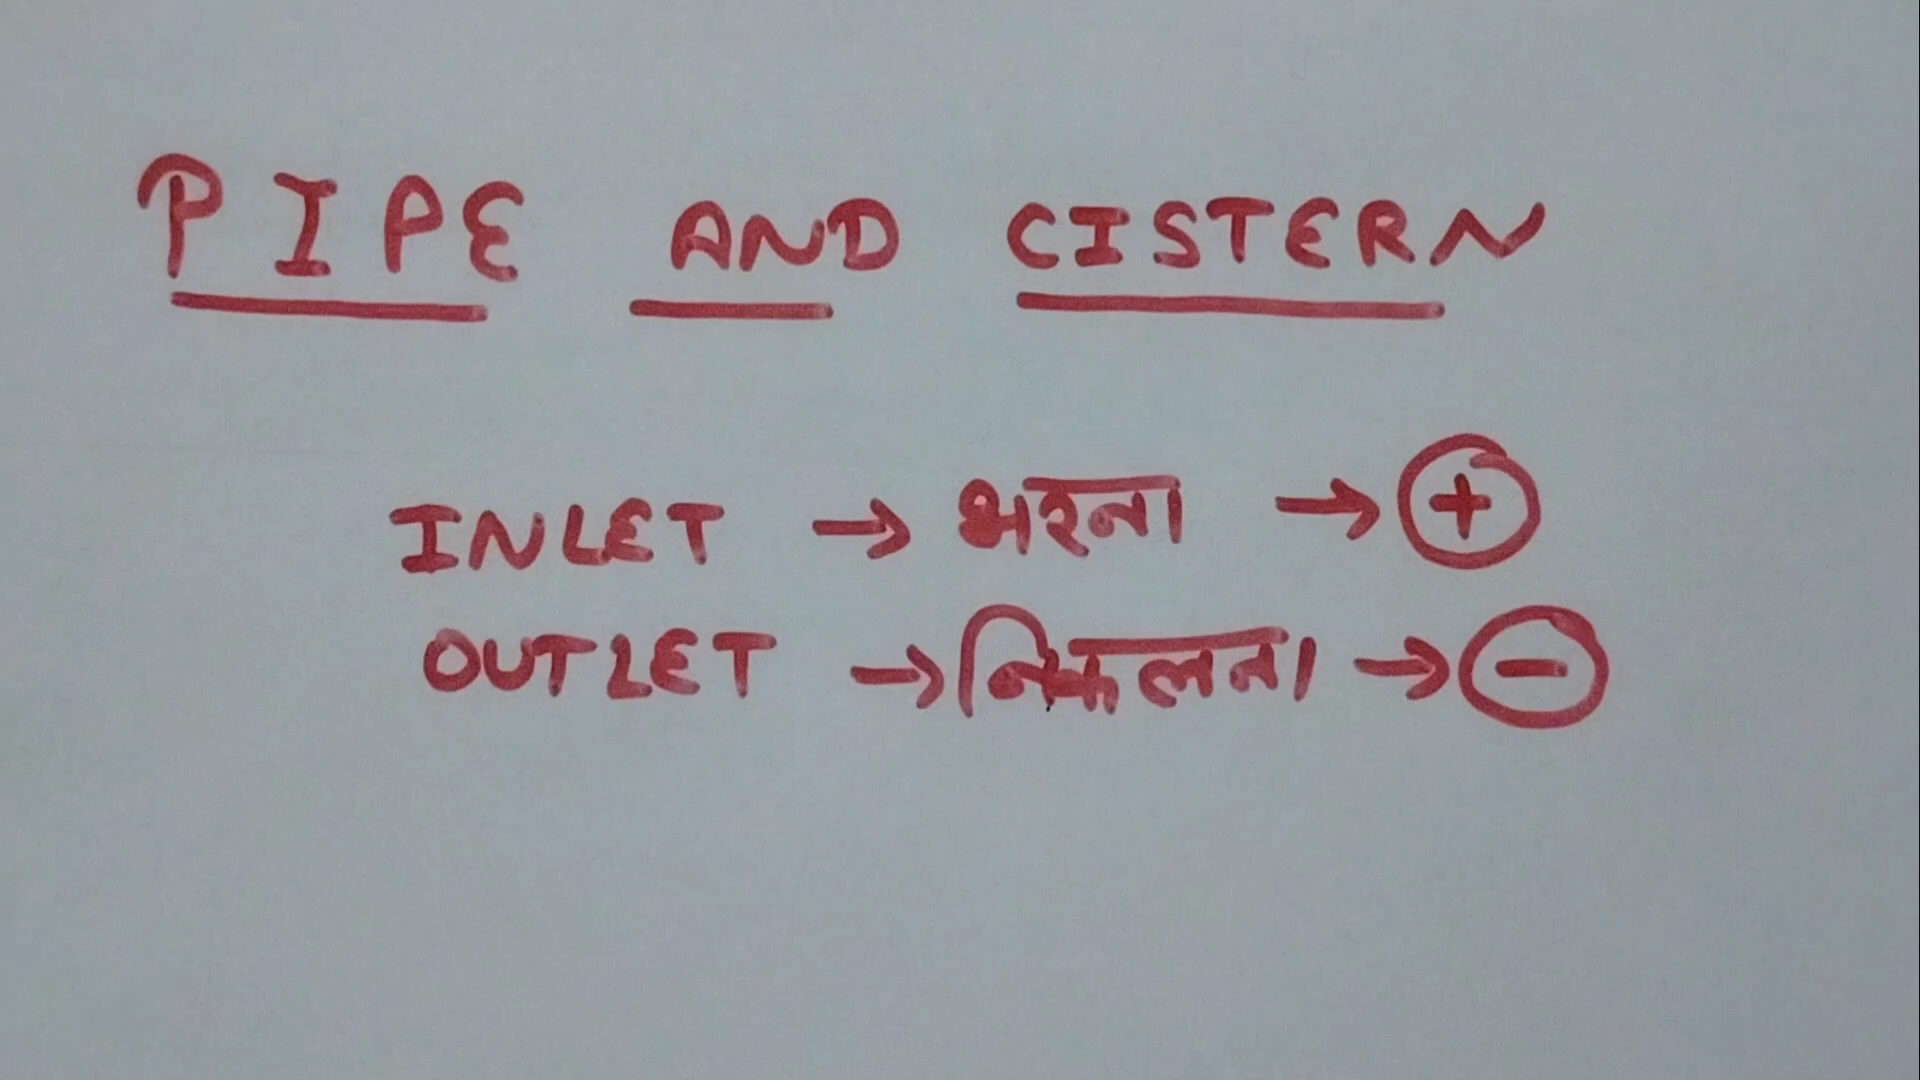 PIPE AND CISTERN
INLET → भरना → +
OUTLET → निकलना → -